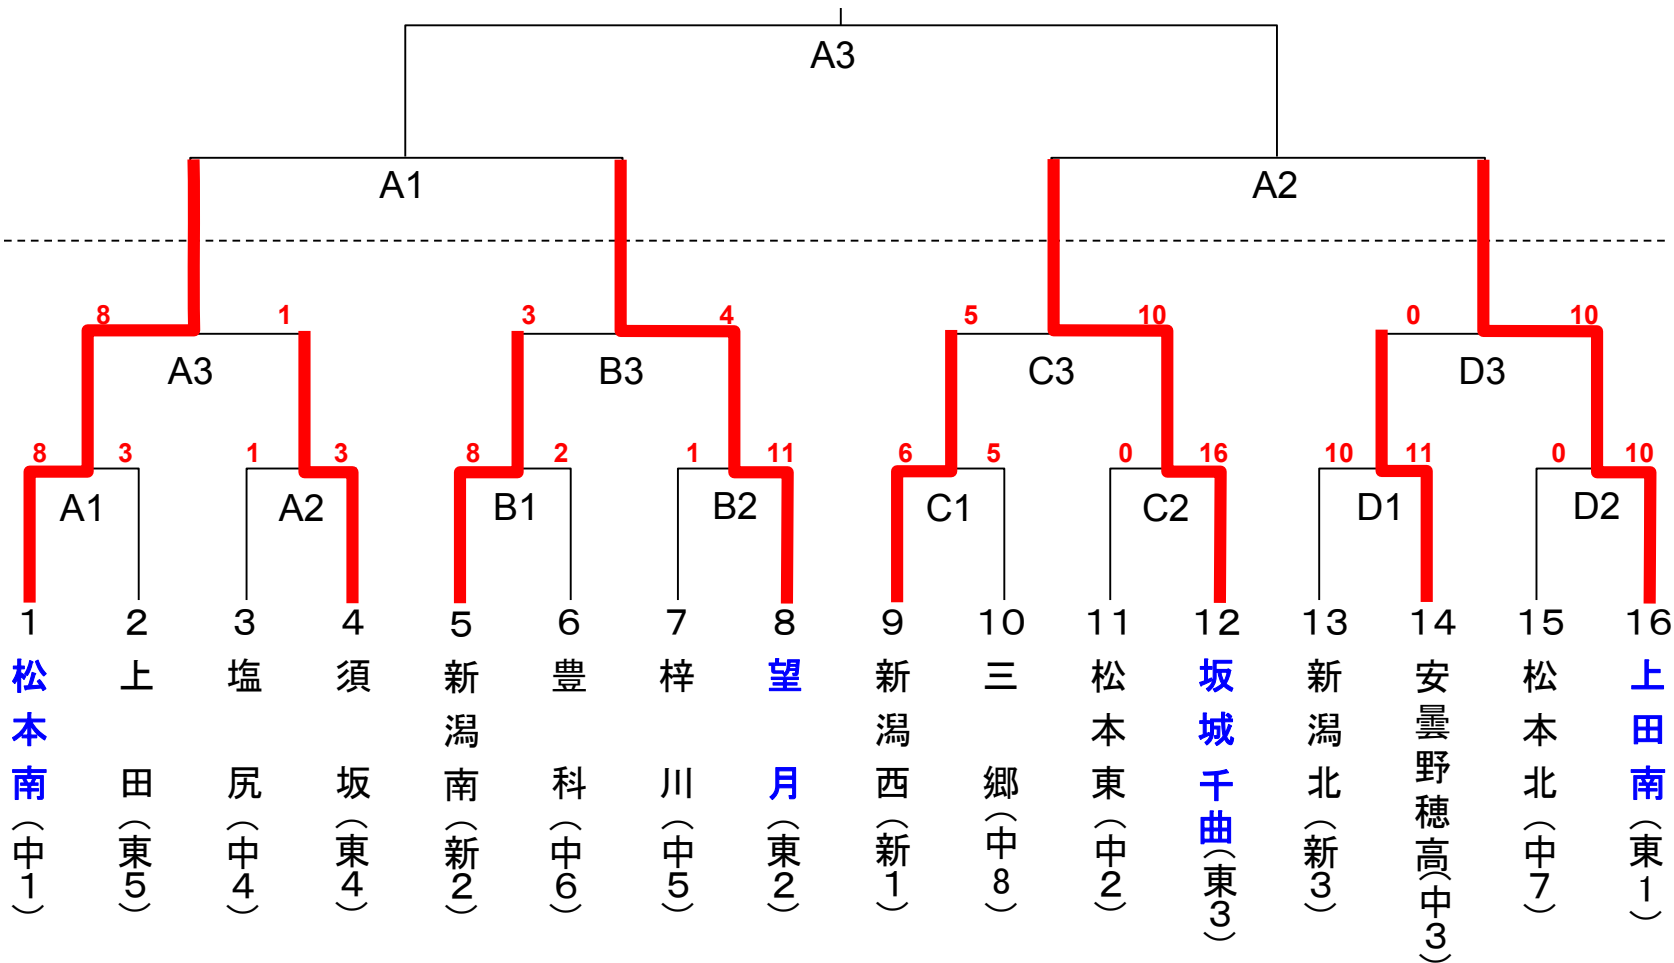 A3
A1 A2
8 1 3 4 5 10 0 10
A3 B3 C3 D3
8 3 1 3 8 2 1 11 6 5 0 16 10 11 0 10
A1 A2 B1 B2 C1 C2 D1 D2
1 2 3 4 5 6 7 8 9 10 11 12 13 14 15 16
松本南(中1)
上田(東5)
塩尻(中4)
須坂(東4)
新潟南(新2)
豊科(中6)
梓川(中5)
望月(東2)
新潟西(新1)
三郷(中8)
松本東(中2)
坂城千曲(東3)
新潟北(新3)
安曇野穂高(中3)
松本北(中7)
上田南(東1)